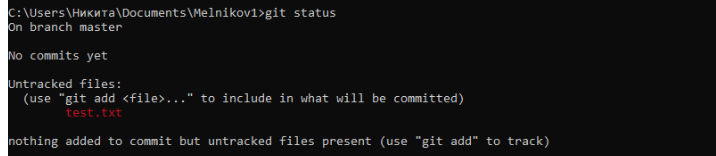 C:\Users\Никита\Documents\Melnikov1>git status
On branch master
No commits yet
Untracked files:
(use "git add <file>..." to include in what will be committed)
test.txt
nothing added to commit but untracked files present (use "git add" to track)